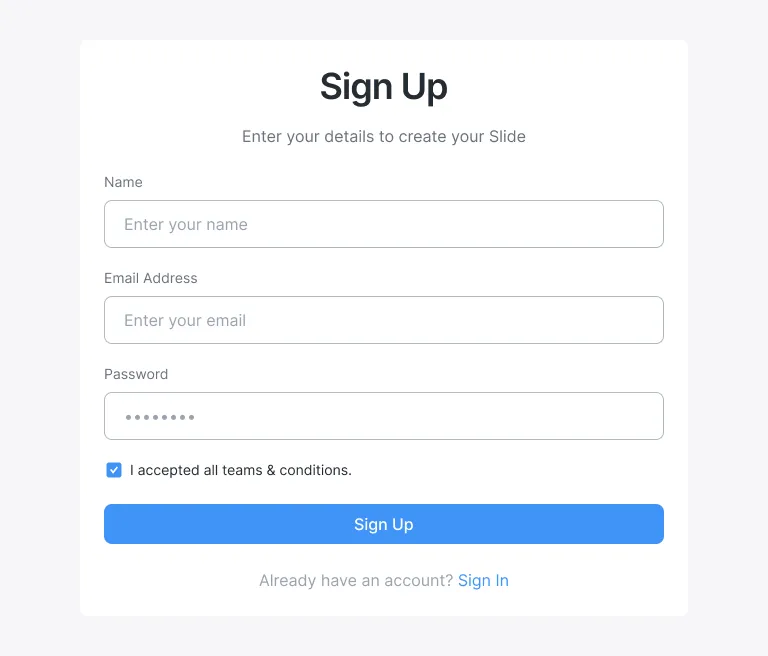 Sign Up
Enter your details to create your Slide
Name
Enter your name
Email Address
Enter your email
Password
••••••••
I accepted all teams & conditions.
Sign Up
Already have an account? Sign In